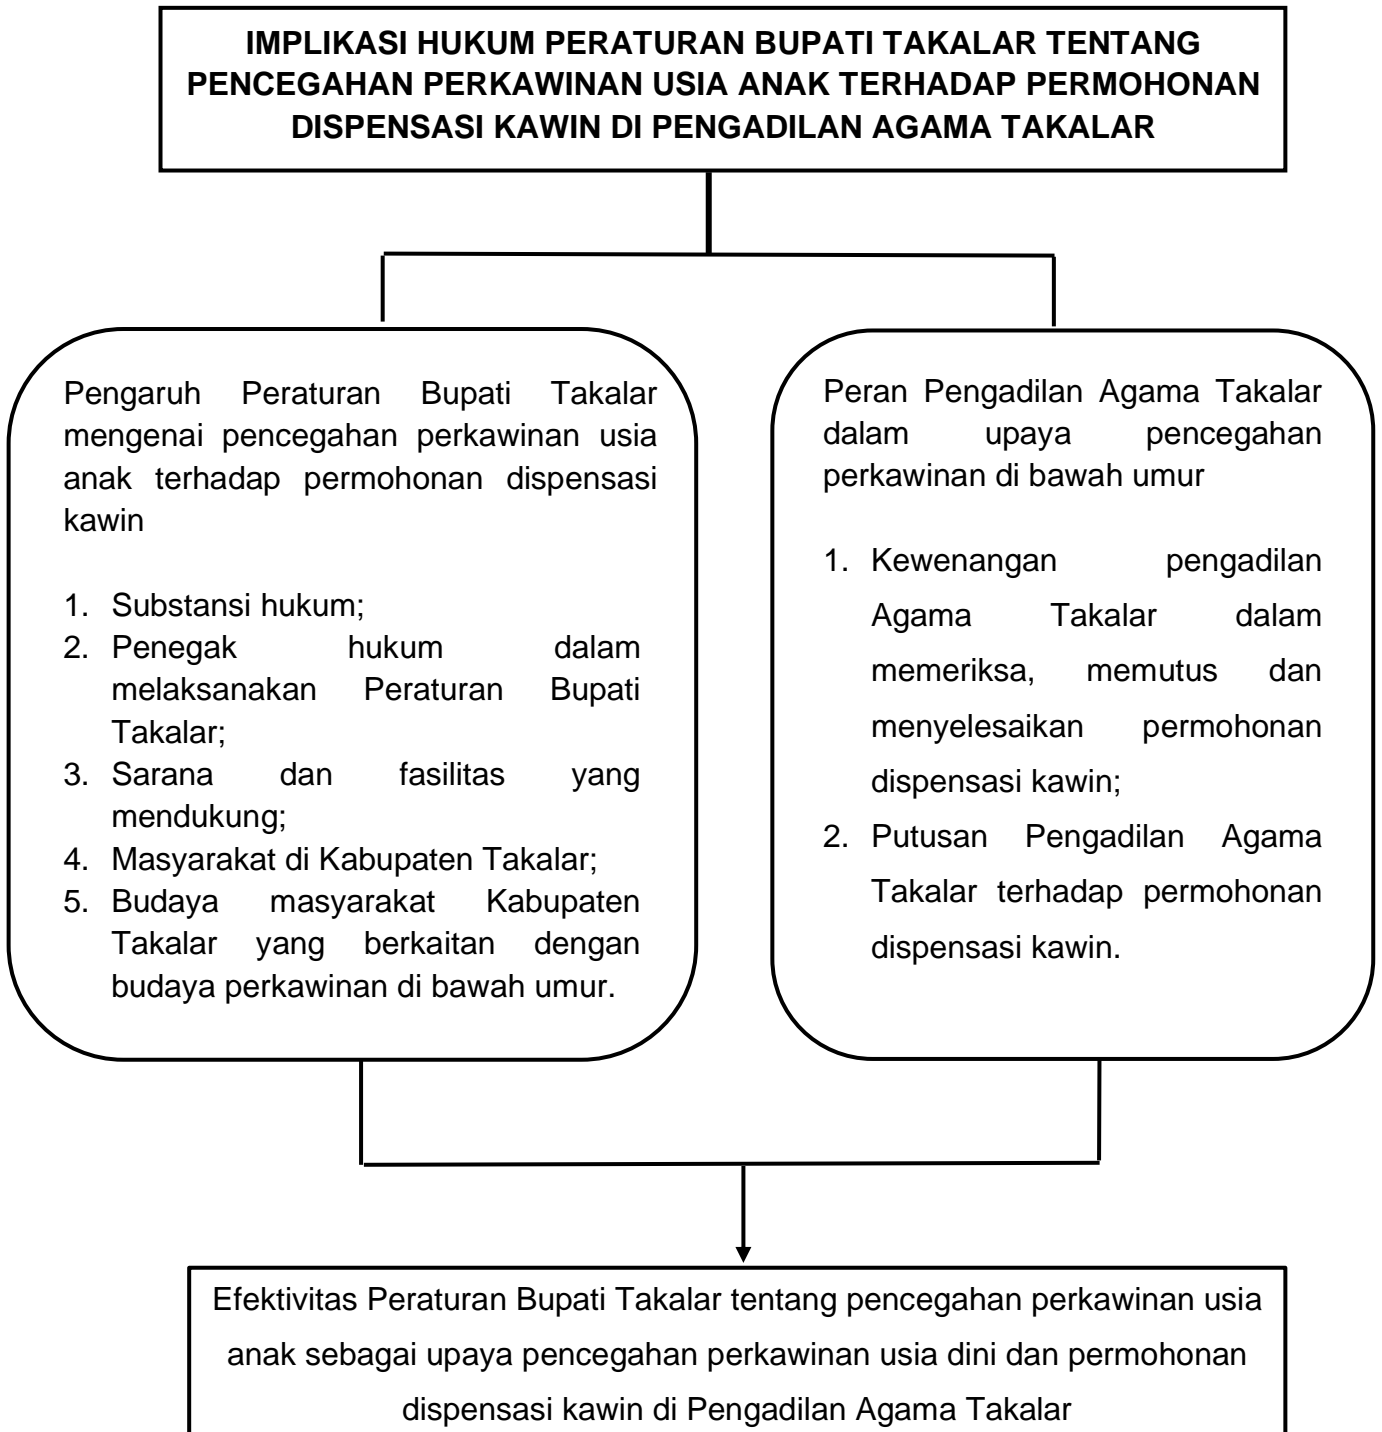 IMPLIKASI HUKUM PERATURAN BUPATI TAKALAR TENTANG
PENCEGAHAN PERKAWINAN USIA ANAK TERHADAP PERMOHONAN
DISPENSASI KAWIN DI PENGADILAN AGAMA TAKALAR
Pengaruh Peraturan Bupati Takalar
mengenai pencegahan perkawinan usia
anak terhadap permohonan dispensasi
kawin
1. Substansi hukum;
2. Penegak hukum dalam
melaksanakan Peraturan Bupati
Takalar;
3. Sarana dan fasilitas yang
mendukung;
4. Masyarakat di Kabupaten Takalar;
5. Budaya masyarakat Kabupaten
Takalar yang berkaitan dengan
budaya perkawinan di bawah umur.
Peran Pengadilan Agama Takalar
dalam upaya pencegahan
perkawinan di bawah umur
1. Kewenangan pengadilan
Agama Takalar dalam
memeriksa, memutus dan
menyelesaikan permohonan
dispensasi kawin;
2. Putusan Pengadilan Agama
Takalar terhadap permohonan
dispensasi kawin.
Efektivitas Peraturan Bupati Takalar tentang pencegahan perkawinan usia
anak sebagai upaya pencegahan perkawinan usia dini dan permohonan
dispensasi kawin di Pengadilan Agama Takalar